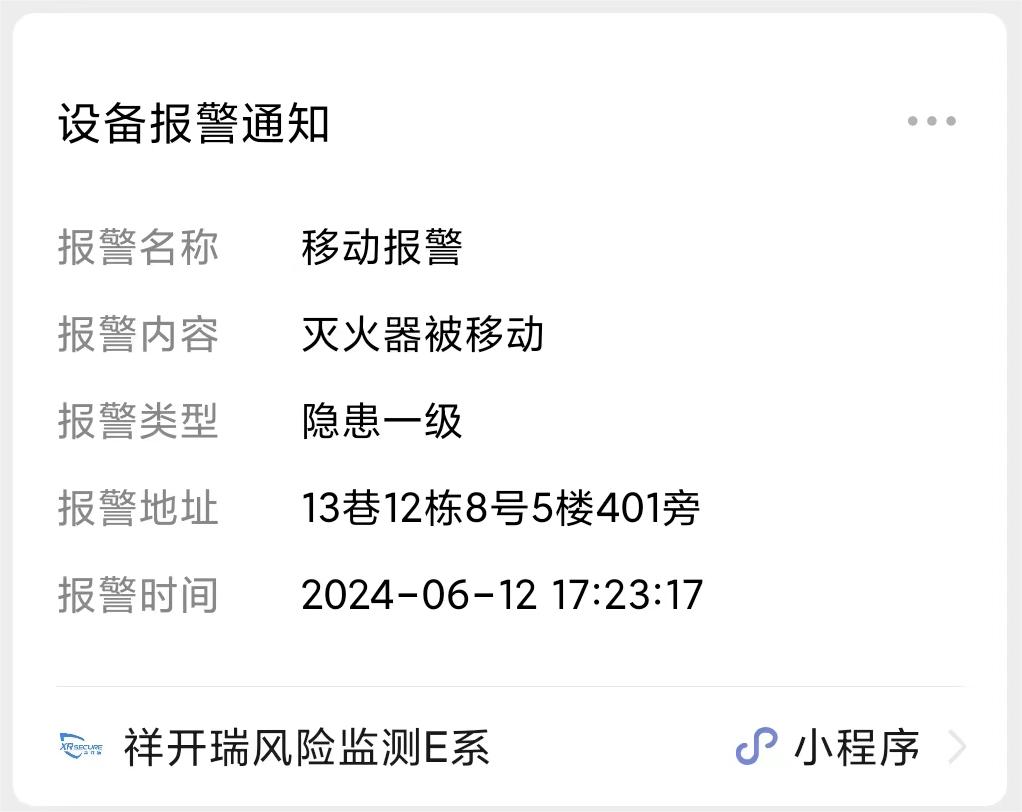 设备报警通知
报警名称 移动报警
报警内容 灭火器被移动
报警类型 隐患一级
报警地址 13巷12栋8号5楼401旁
报警时间 2024-06-12 17:23:17
XRSECURE
祥开瑞风险监测E系 小程序